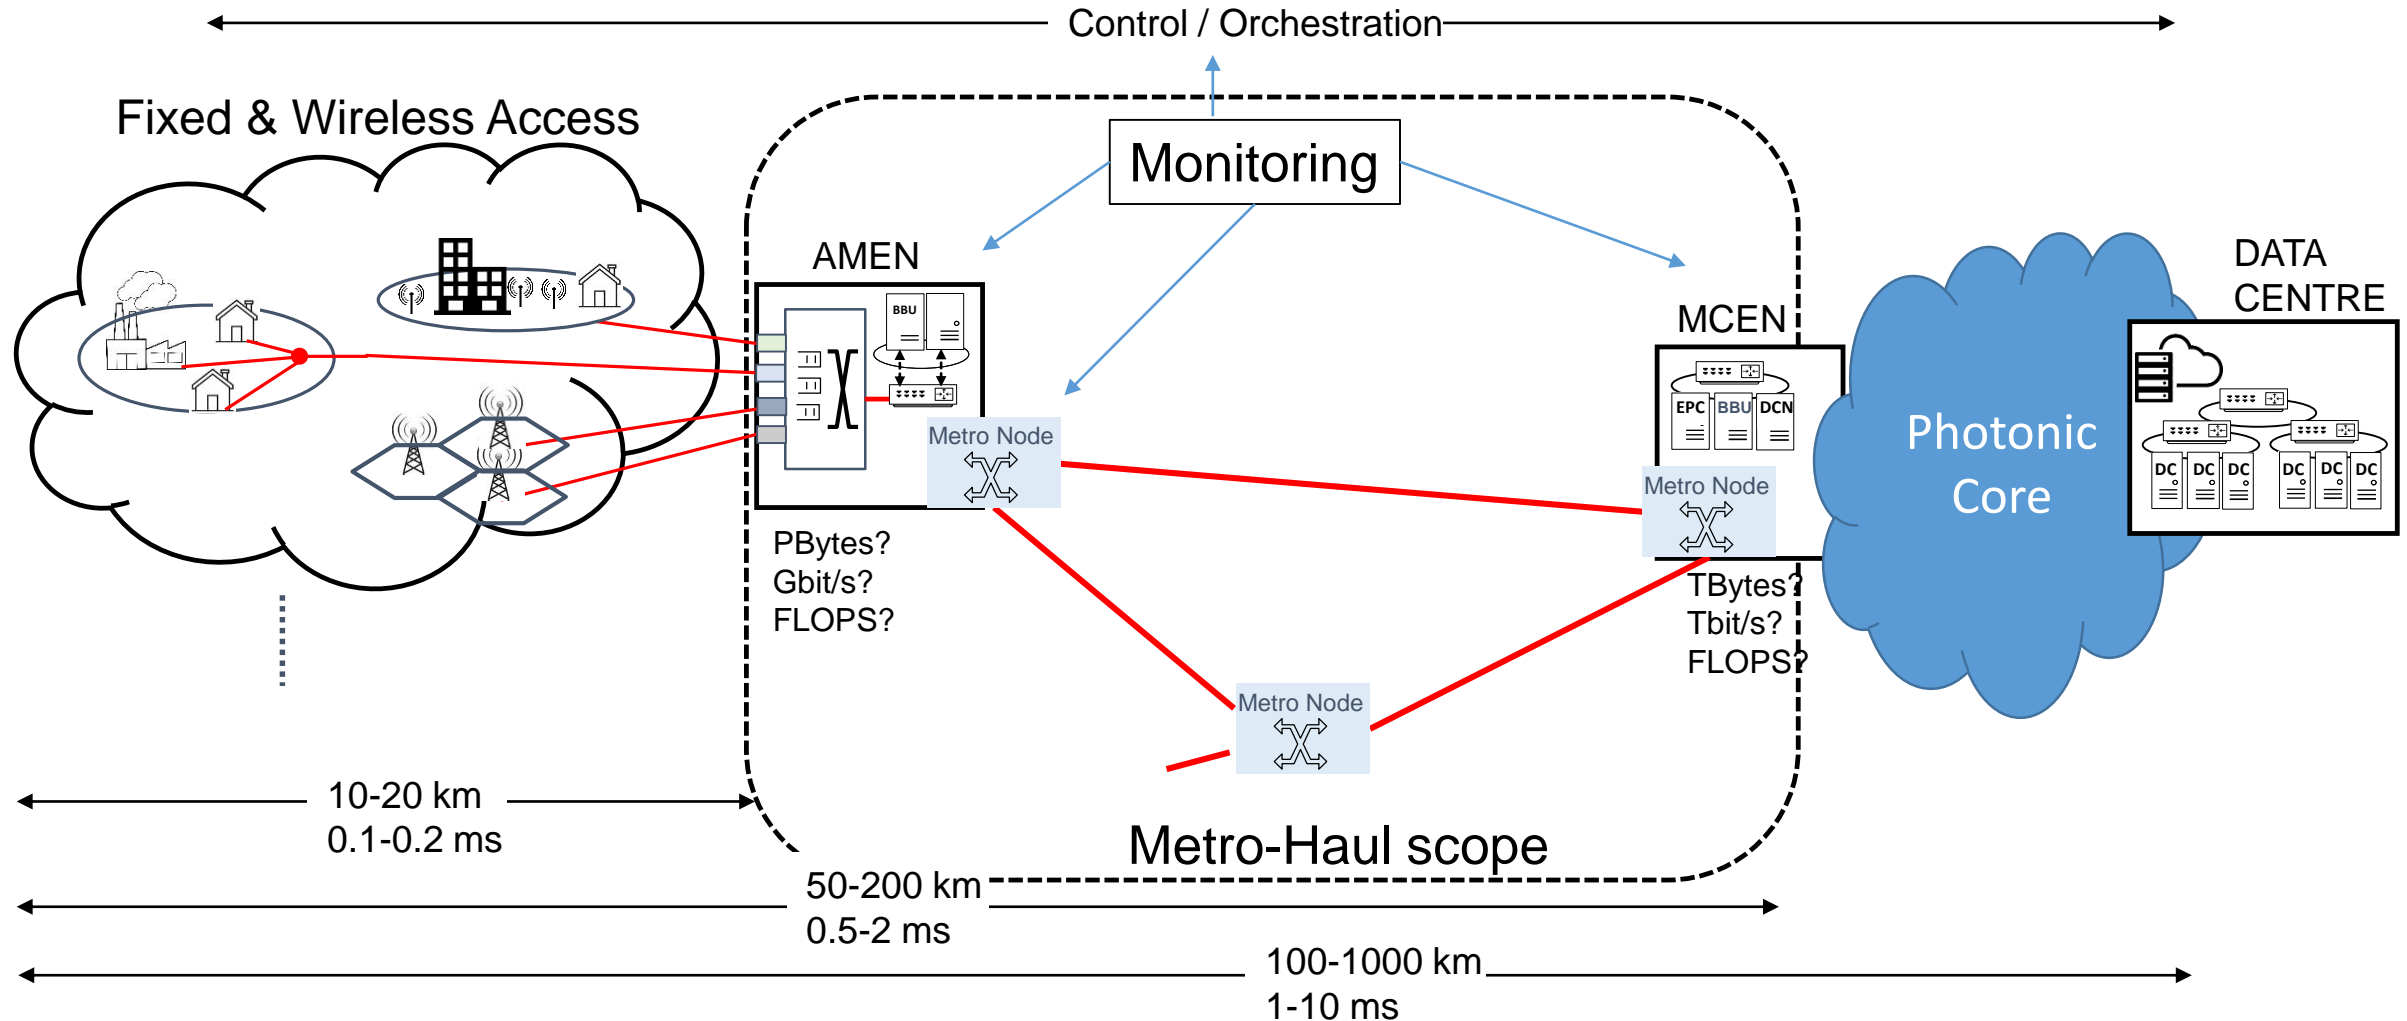 Control / Orchestration
Fixed & Wireless Access
Monitoring
AMEN
BBU
Metro Node
PBytes?
Gbit/s?
FLOPS?
MCEN
EPC BBU DCN
Metro Node
TBytes?
Tbit/s?
FLOPS?
Metro Node
Photonic
Core
DATA
CENTRE
DC DC DC DC DC DC
Metro-Haul scope
10-20 km
0.1-0.2 ms
50-200 km
0.5-2 ms
100-1000 km
1-10 ms